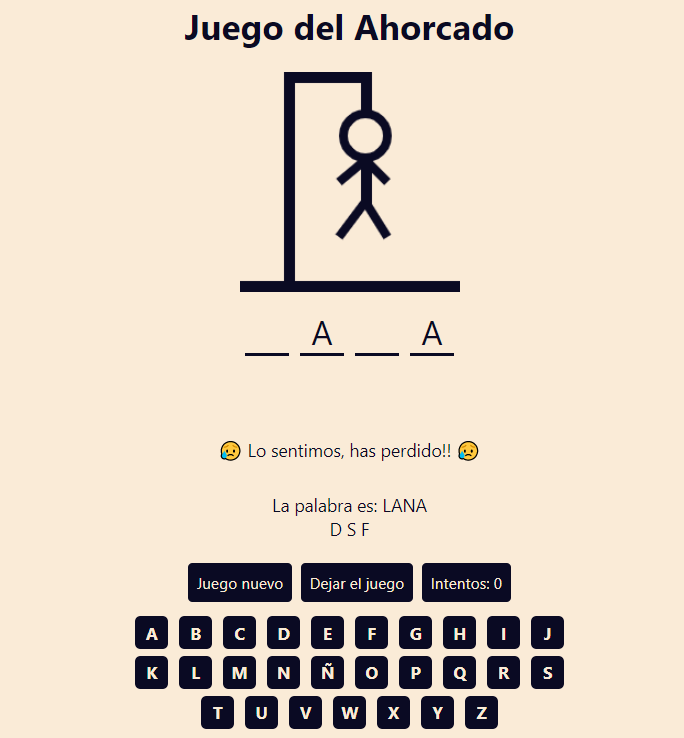 Juego del Ahorcado
A A
😥 Lo sentimos, has perdido!! 😥
La palabra es: LANA
D S F
Juego nuevo Dejar el juego Intentos: 0
A B C D E F G H I J
K L M N Ñ O P Q R S
T U V W X Y Z